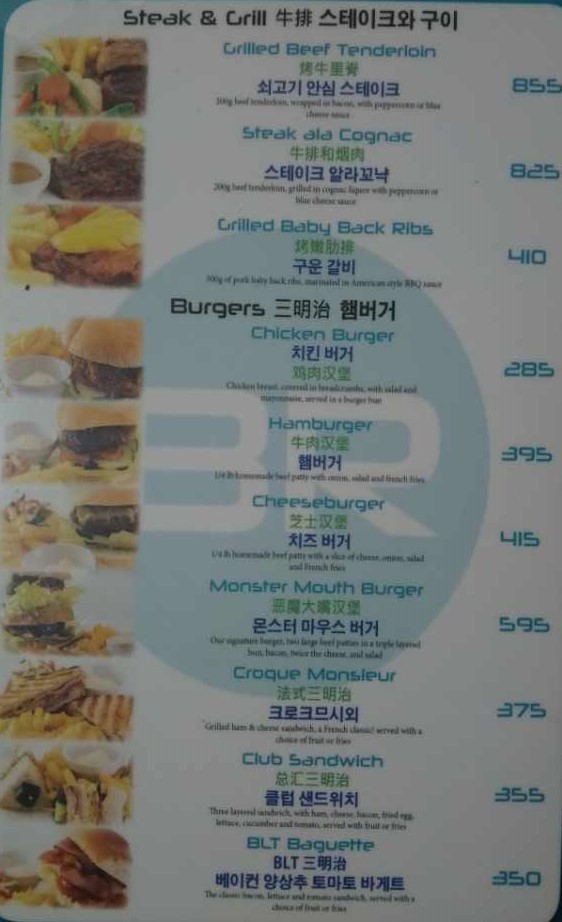 Steak & Grill 牛排 스테이크와 구이
Grilled Beef Tenderloin
烤牛里脊
쇠고기 안심 스테이크
855
300g beef tenderloin, wrapped in bacon, with peppercorn or blue
cheese sauce
Steak ala Cognac
牛排和烟肉
스테이크 알라꼬냑
825
200g beef tenderloin, grilled in cognac liquor with peppercorn or
blue cheese sauce
Grilled Baby Back Ribs
烤嫩肋排
구운 갈비
410
300g of pork baby back ribs, marinated in American style BBQ sauce
Burgers 三明治 햄버거
Chicken Burger
치킨 버거
鸡肉汉堡
285
Chicken breast, covered in breadcrumbs, with salad and
mayonnaise, served in a burger bun
Hamburger
牛肉汉堡
햄버거
395
1/4 lb homemade beef patty with onion, salad and french fries
Cheeseburger
芝士汉堡
치즈 버거
415
1/4 lb homemade beef patty with a slice of cheese, onion, salad
and French fries
Monster Mouth Burger
恶魔大嘴汉堡
몬스터 마우스 버거
595
Our signature burger, two large beef patties in a triple layered
bun, bacon, twice the cheese, and salad
Croque Monsieur
法式三明治
크로크므시외
375
Grilled ham & cheese sandwich, a French classic! served with a
choice of fruit or fries
Club Sandwich
总汇三明治
클럽 샌드위치
355
Three layered sandwich, with ham, cheese, bacon, fried egg,
lettuce, cucumber and tomato, served with fruit or fries
BLT Baguette
BLT 三明治
베이컨 양상추 토마토 바게트
350
The classic bacon, lettuce and tomato sandwich, served with a
choice of fruit or fries
BR